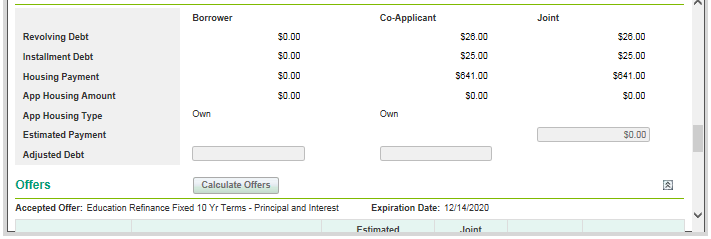 Borrower Co-Applicant Joint
Revolving Debt $0.00 $26.00 $26.00
Installment Debt $0.00 $25.00 $25.00
Housing Payment $0.00 $641.00 $641.00
App Housing Amount $0.00 $0.00 $0.00
App Housing Type Own Own
Estimated Payment $0.00
Adjusted Debt
Offers Calculate Offers
Accepted Offer: Education Refinance Fixed 10 Yr Terms - Principal and Interest Expiration Date: 12/14/2020
Estimated Joint